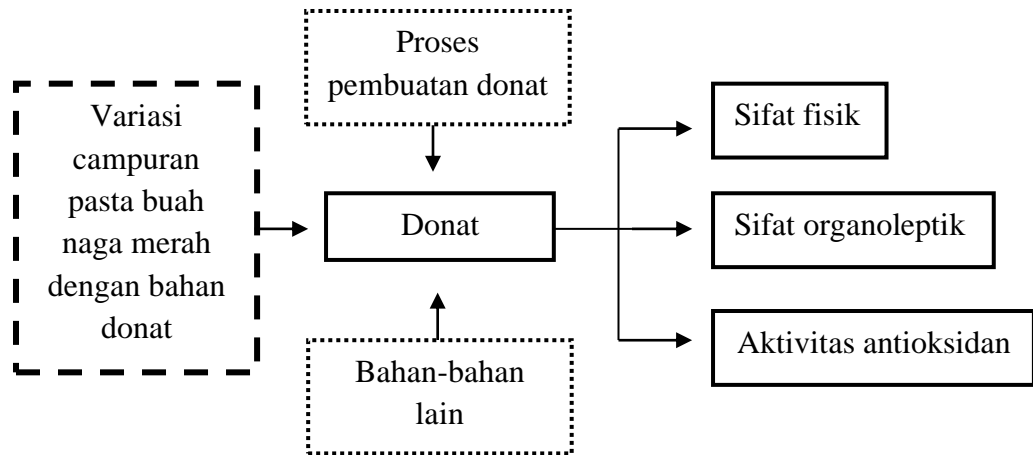 Variasi
campuran
pasta buah
naga merah
dengan bahan
donat
Proses
pembuatan donat
Donat
Bahan-bahan
lain
Sifat fisik
Sifat organoleptik
Aktivitas antioksidan